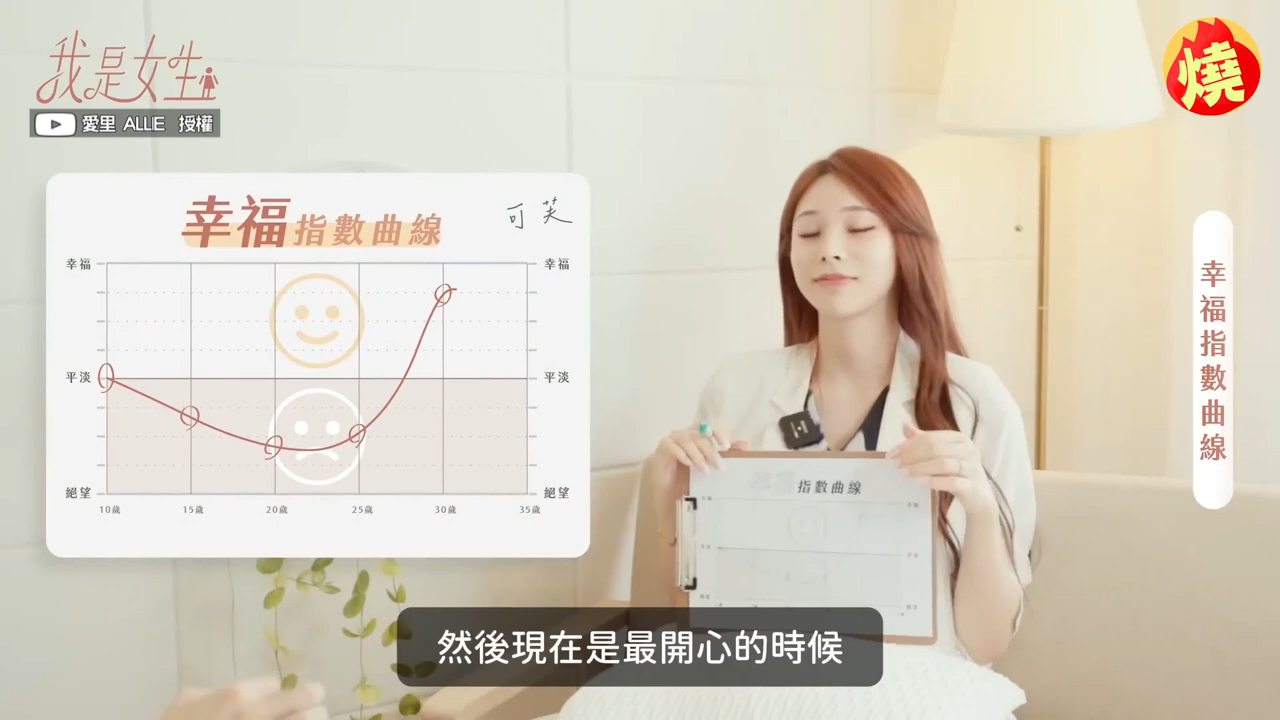 我是女生
愛里 ALLIE 授權
燒
幸福指數曲線
可芙
幸福
幸福
平淡
平淡
絕望
絕望
10歲 15歲 20歲 25歲 30歲 35歲
幸福指數曲線
指數曲線
然後現在是最開心的時候